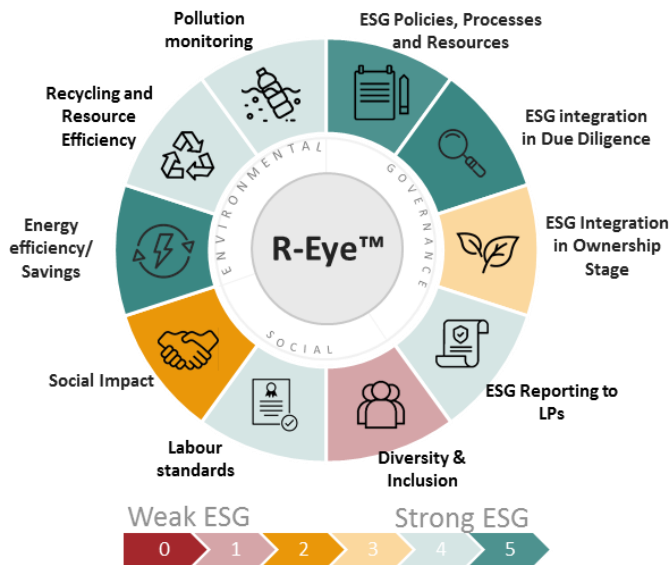 Pollution
monitoring
ESG Policies, Processes
and Resources
Recycling and
Resource
Efficiency
ESG integration
in Due Diligence
ENVIRONMENTAL
GOVERNANCE
SOCIAL
R-Eye™
Energy
efficiency/
Savings
ESG Integration
in Ownership
Stage
Social Impact
ESG Reporting to
LPs
Labour
standards
Diversity &
Inclusion
Weak ESG
Strong ESG
0 1 2 3 4 5